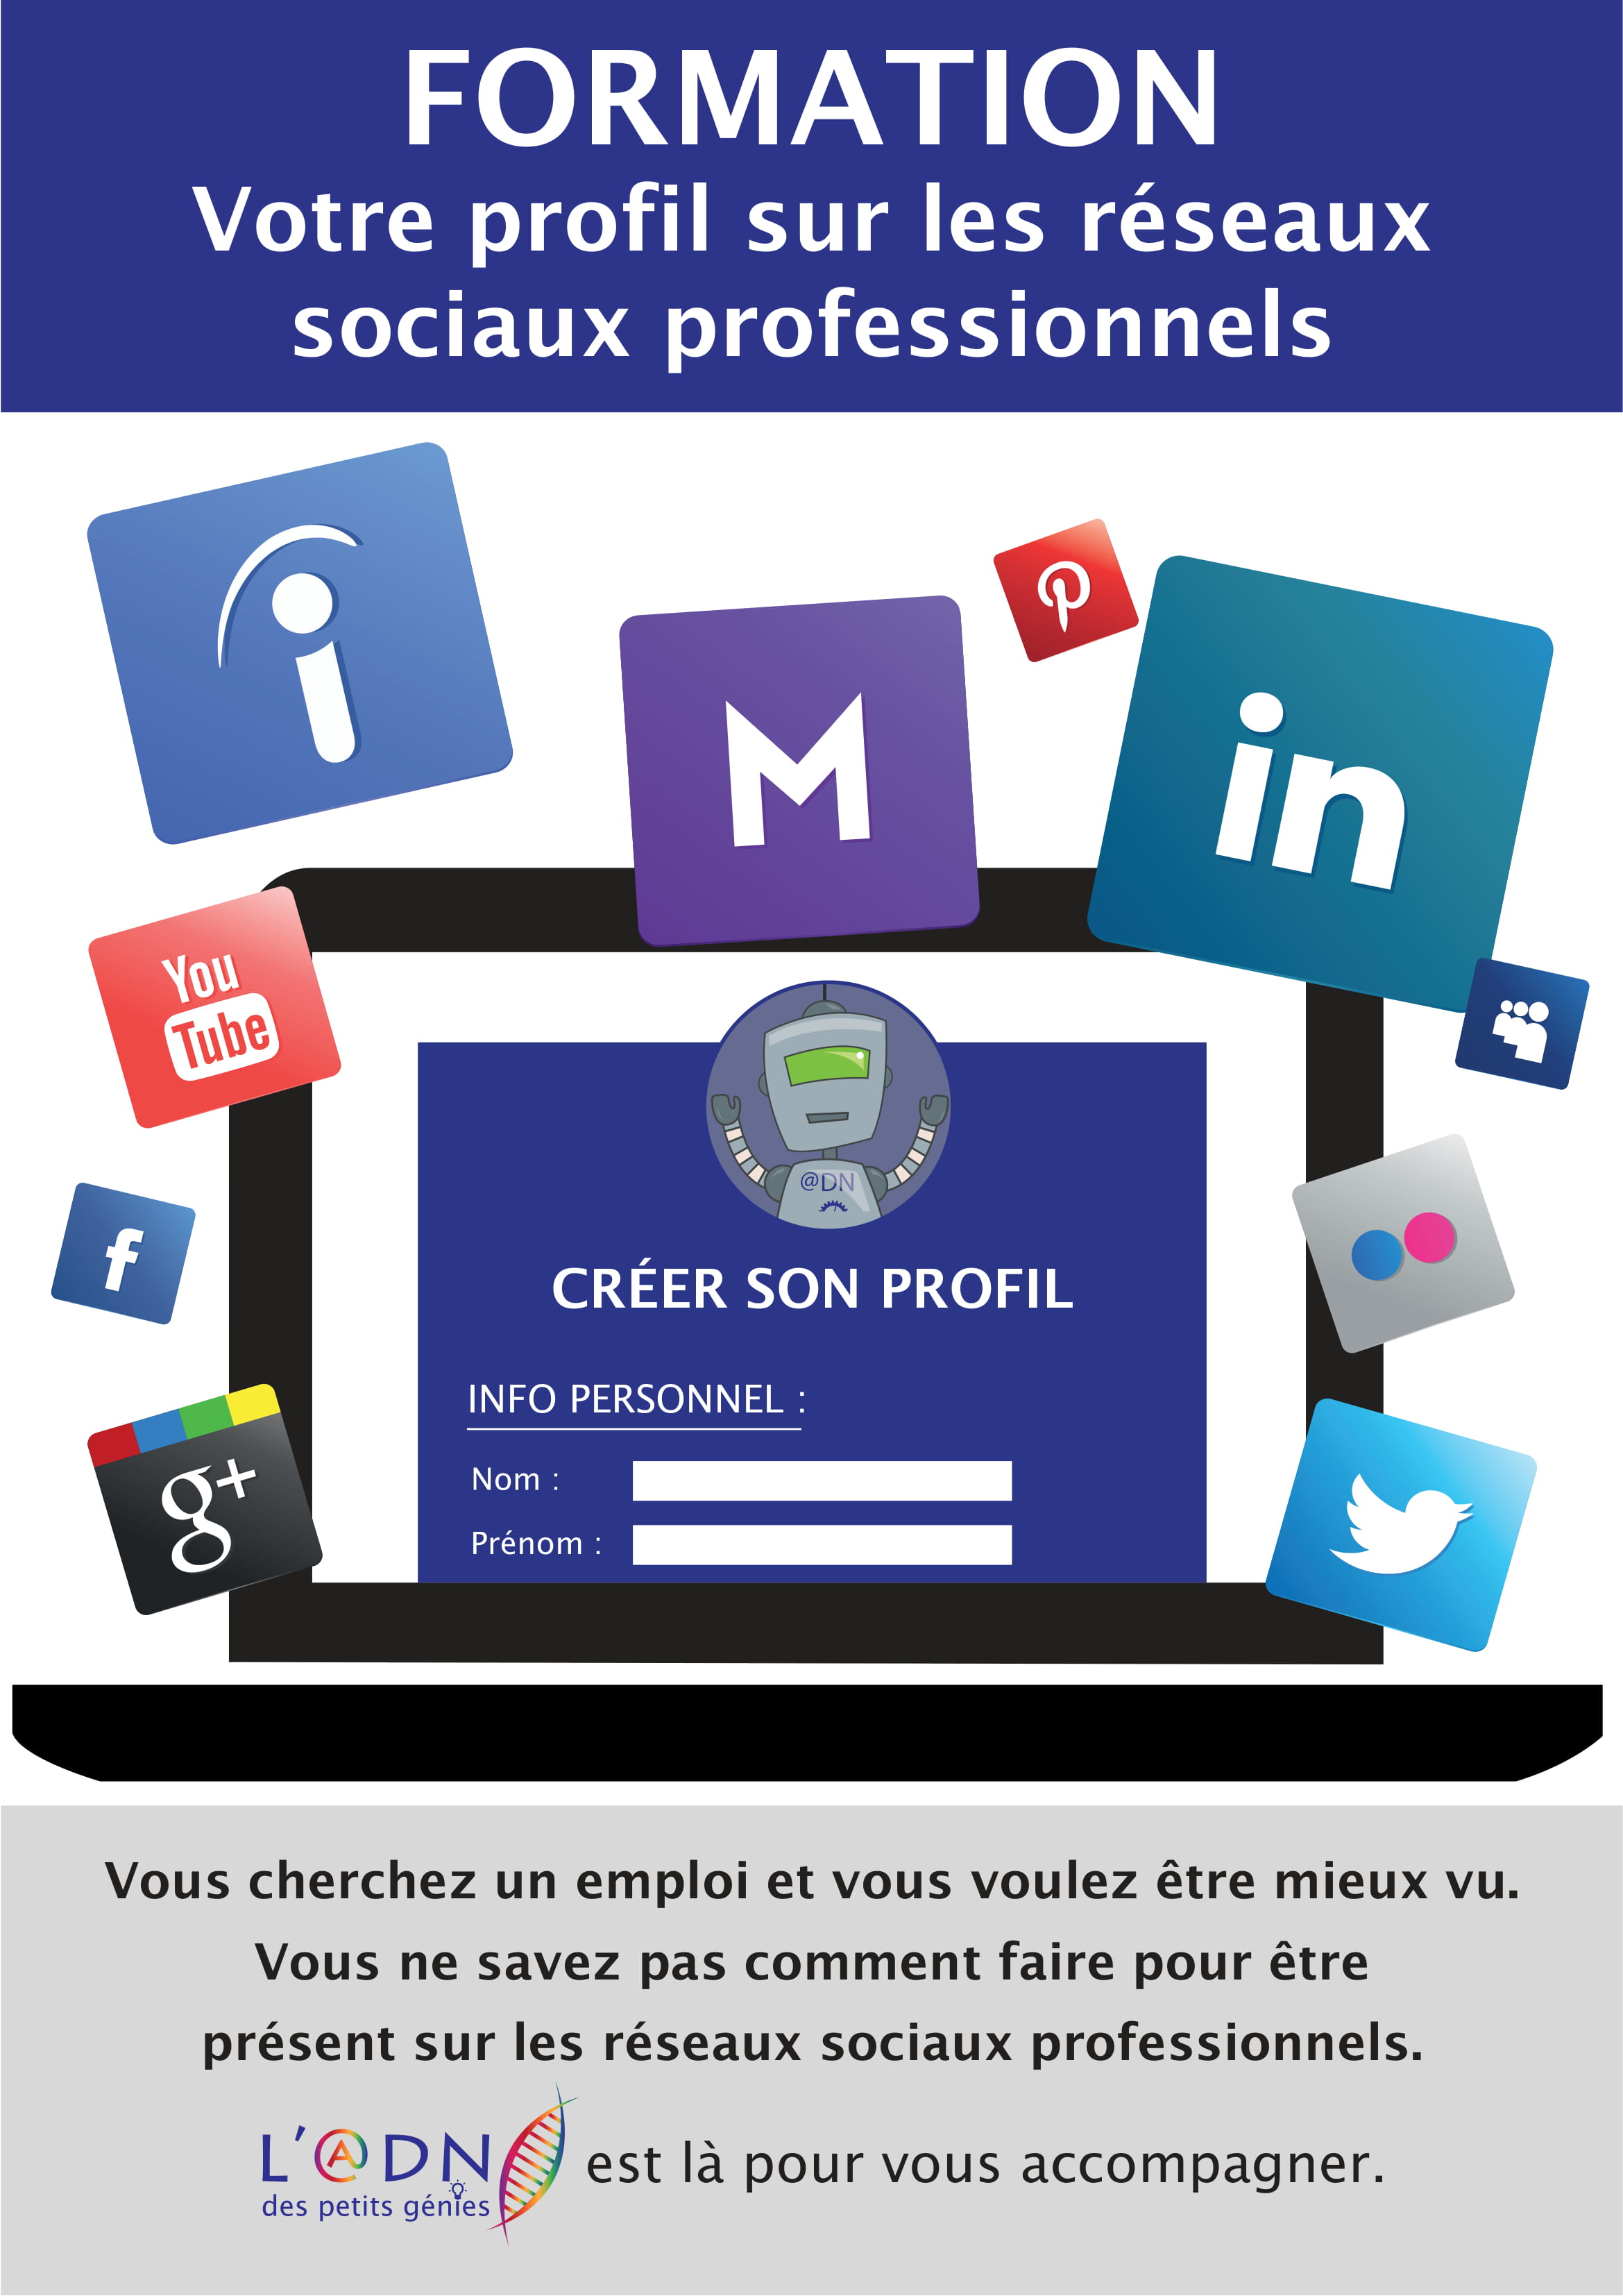 FORMATION
Votre profil sur les réseaux
sociaux professionnels
i
M
in
You
Tube
f
g+
@DN
CRÉER SON PROFIL
INFO PERSONNEL :
Nom :
Prénom :
Vous cherchez un emploi et vous voulez être mieux vu.
Vous ne savez pas comment faire pour être
présent sur les réseaux sociaux professionnels.
L'@DN
des petits génies
est là pour vous accompagner.